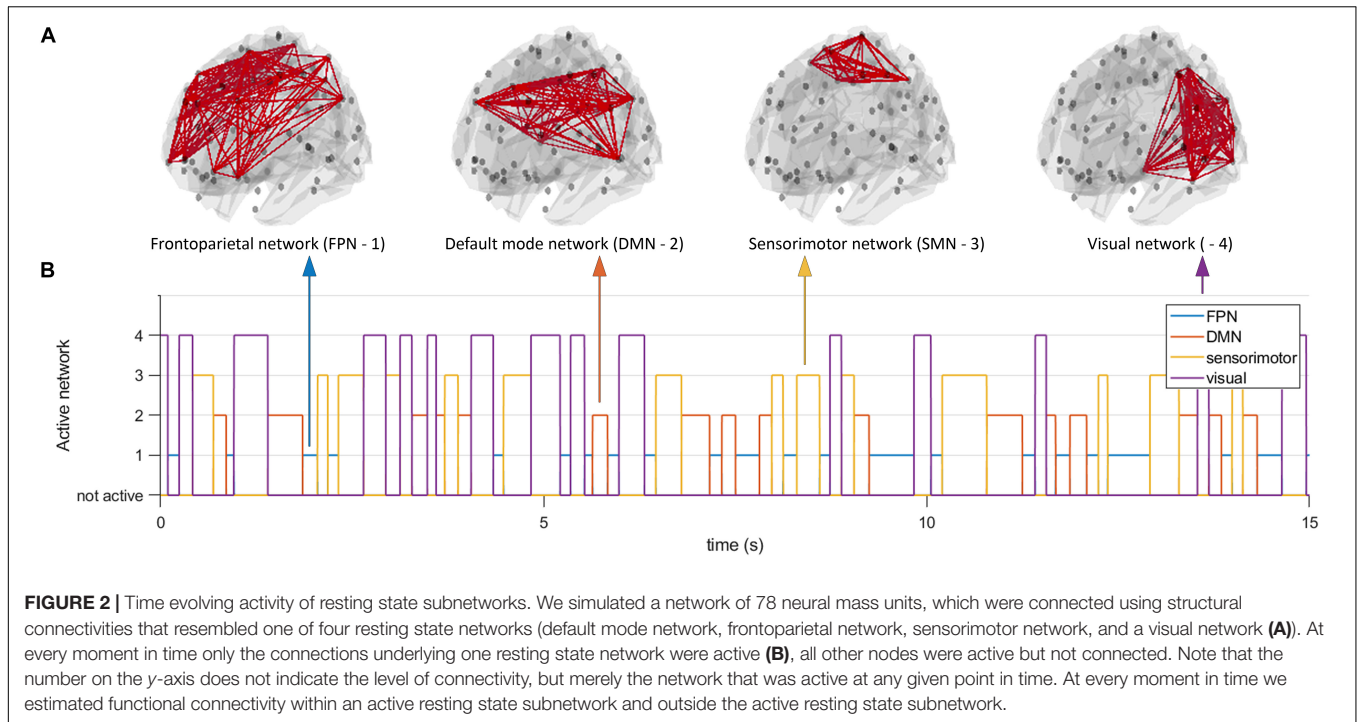 A
Frontoparietal network (FPN - 1)
Default mode network (DMN - 2)
Sensorimotor network (SMN - 3)
Visual network ( - 4)
B
Active network
4
3
2
1
not active
0
5
10
15
time (s)
FPN
DMN
sensorimotor
visual
FIGURE 2 | Time evolving activity of resting state subnetworks. We simulated a network of 78 neural mass units, which were connected using structural
connectivities that resembled one of four resting state networks (default mode network, frontoparietal network, sensorimotor network, and a visual network (A)). At
every moment in time only the connections underlying one resting state network were active (B), all other nodes were active but not connected. Note that the
number on the y-axis does not indicate the level of connectivity, but merely the network that was active at any given point in time. At every moment in time we
estimated functional connectivity within an active resting state subnetwork and outside the active resting state subnetwork.